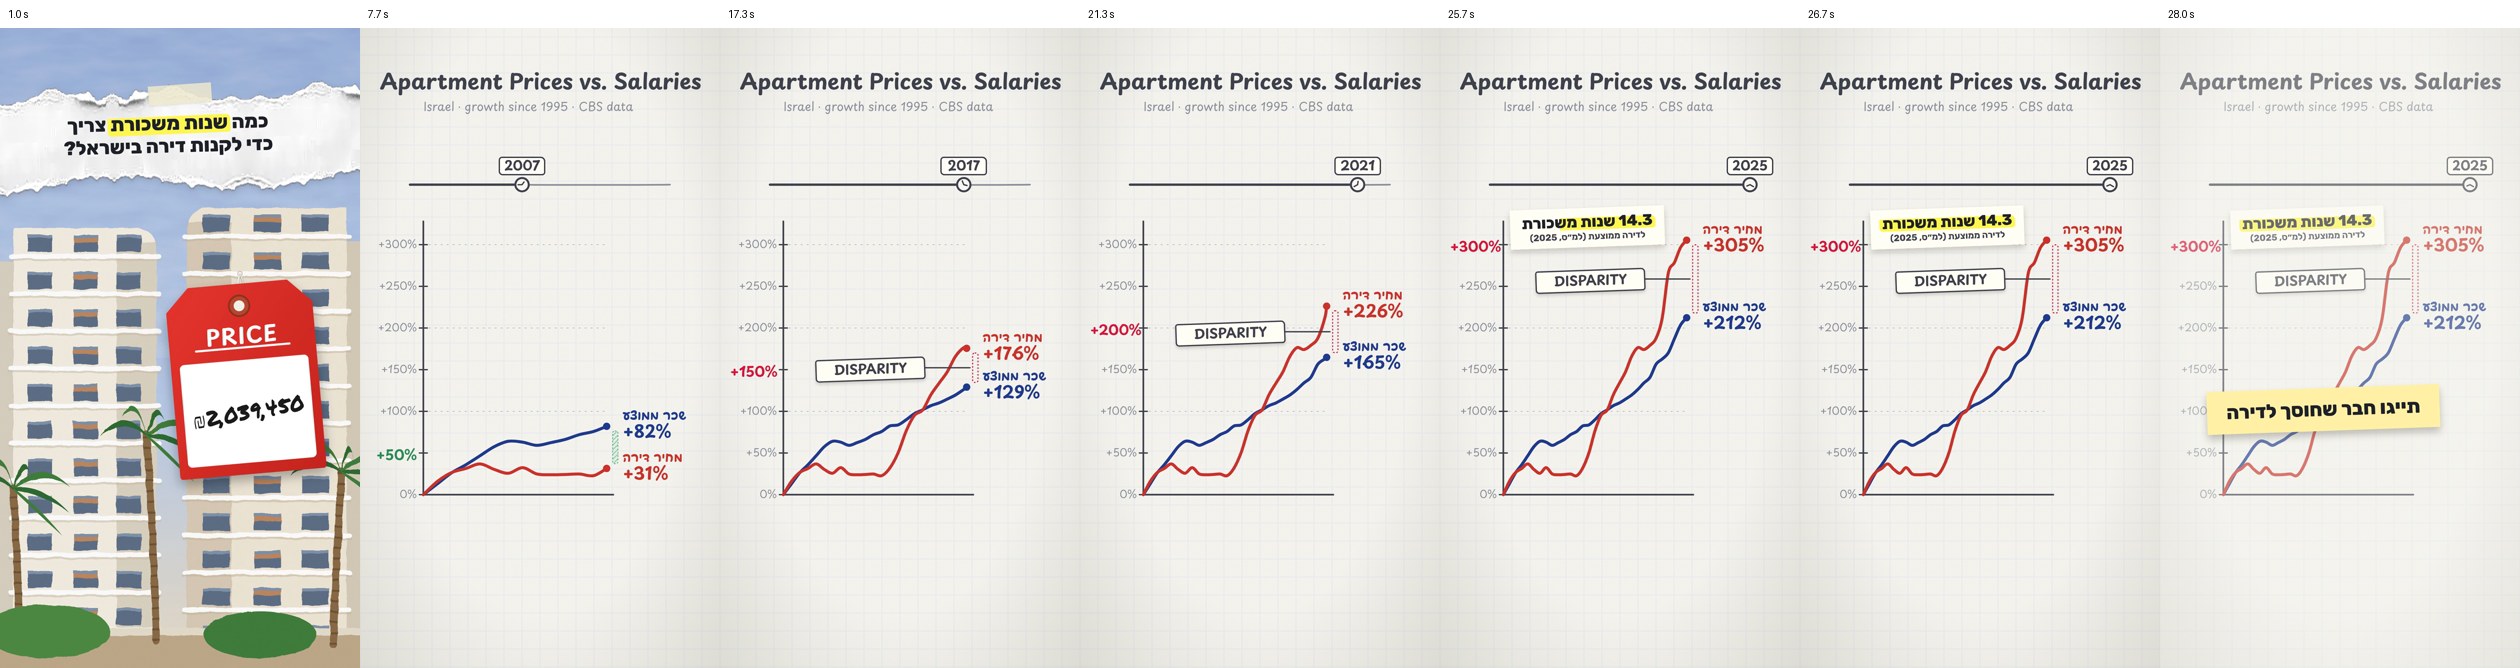 1.0 s
כמה שנות משכורת צריך
כדי לקנות דירה בישראל?
PRICE
₪2,039,450
7.7 s
Apartment Prices vs. Salaries
Israel · growth since 1995 · CBS data
2007
+300%
+250%
+200%
+150%
+100%
+50%
0%
שכר ממוצע
+82%
מחיר דירה
+31%
17.3 s
Apartment Prices vs. Salaries
Israel · growth since 1995 · CBS data
2017
+300%
+250%
+200%
+150%
+100%
+50%
0%
DISPARITY
מחיר דירה
+176%
שכר ממוצע
+129%
21.3 s
Apartment Prices vs. Salaries
Israel · growth since 1995 · CBS data
2021
+300%
+250%
+200%
+150%
+100%
+50%
0%
DISPARITY
מחיר דירה
+226%
שכר ממוצע
+165%
25.7 s
Apartment Prices vs. Salaries
Israel · growth since 1995 · CBS data
2025
14.3 שנות משכורת
לדירה ממוצעת (למ״ס, 2025)
+300%
+250%
+200%
+150%
+100%
+50%
0%
DISPARITY
מחיר דירה
+305%
שכר ממוצע
+212%
26.7 s
Apartment Prices vs. Salaries
Israel · growth since 1995 · CBS data
2025
14.3 שנות משכורת
לדירה ממוצעת (למ״ס, 2025)
+300%
+250%
+200%
+150%
+100%
+50%
0%
DISPARITY
מחיר דירה
+305%
שכר ממוצע
+212%
28.0 s
Apartment Prices vs. Salaries
Israel · growth since 1995 · CBS data
2025
14.3 שנות משכורת
לדירה ממוצעת (למ״ס, 2025)
+300%
+250%
+200%
+150%
+100
+50%
0%
DISPARITY
מחיר דירה
+305%
שכר ממוצע
+212%
תייגו חבר שחוסך לדירה